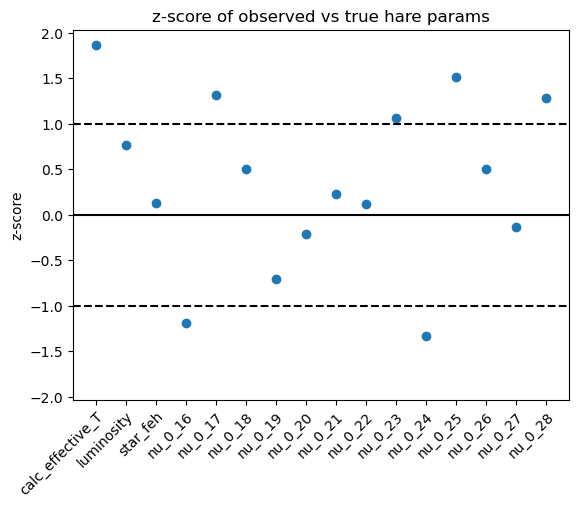 z-score of observed vs true hare params
z-score
2.0
1.5
1.0
0.5
0.0
−0.5
−1.0
−1.5
−2.0
calc_effective_T
luminosity
star_feh
nu_0_16
nu_0_17
nu_0_18
nu_0_19
nu_0_20
nu_0_21
nu_0_22
nu_0_23
nu_0_24
nu_0_25
nu_0_26
nu_0_27
nu_0_28